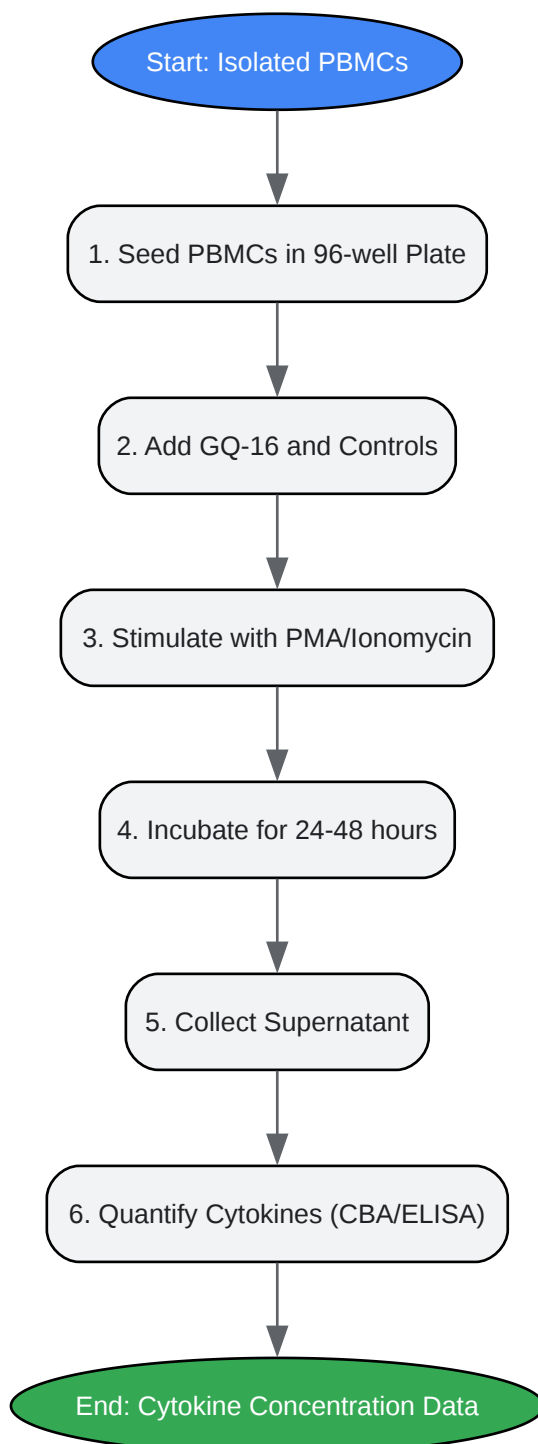 Start: Isolated PBMCs
1. Seed PBMCs in 96-well Plate
2. Add GQ-16 and Controls
3. Stimulate with PMA/Ionomycin
4. Incubate for 24-48 hours
5. Collect Supernatant
6. Quantify Cytokines (CBA/ELISA)
End: Cytokine Concentration Data